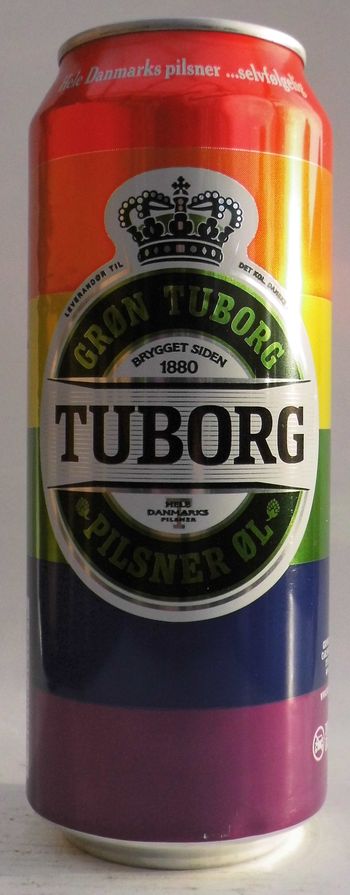 Hele Danmarks pilsner ...selvfølgelig.
LEVERANDØR TIL
DET KGL. DANSKE
GRØN TUBORG
BRYGGET SIDEN
1880
TUBORG
HELE
DANMARKS
PILSNER
PILSNER ØL